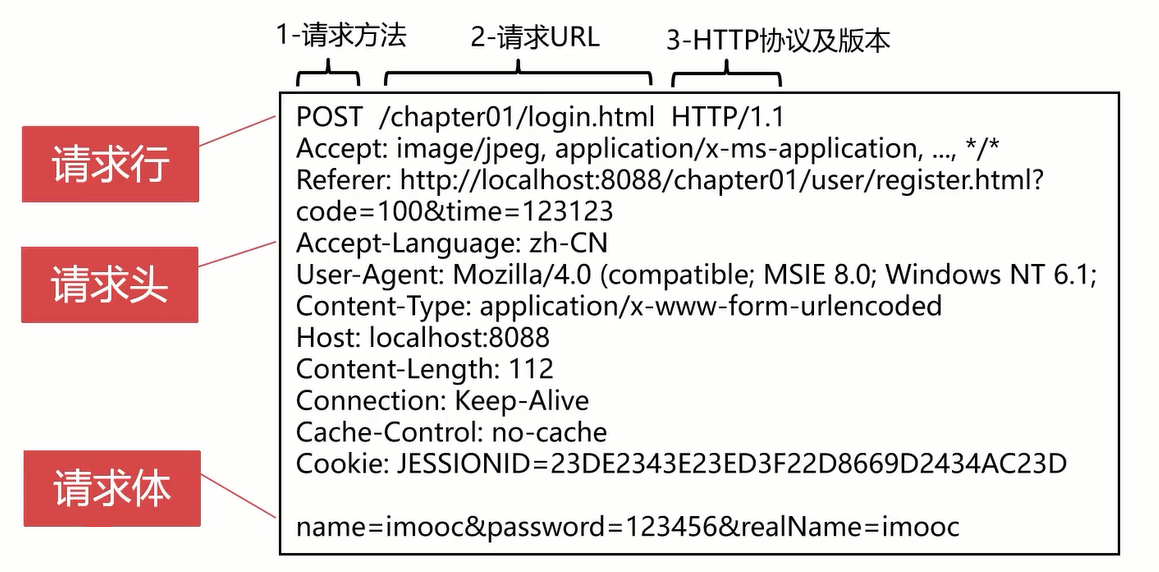 1-请求方法 2-请求URL 3-HTTP协议及版本
请求行
POST /chapter01/login.html HTTP/1.1
Accept: image/jpeg, application/x-ms-application, ..., */*
Referer: http://localhost:8088/chapter01/user/register.html?
code=100&time=123123
请求头
Accept-Language: zh-CN
User-Agent: Mozilla/4.0 (compatible; MSIE 8.0; Windows NT 6.1;
Content-Type: application/x-www-form-urlencoded
Host: localhost:8088
Content-Length: 112
Connection: Keep-Alive
Cache-Control: no-cache
Cookie: JESSIONID=23DE2343E23ED3F22D8669D2434AC23D
请求体
name=imooc&password=123456&realName=imooc